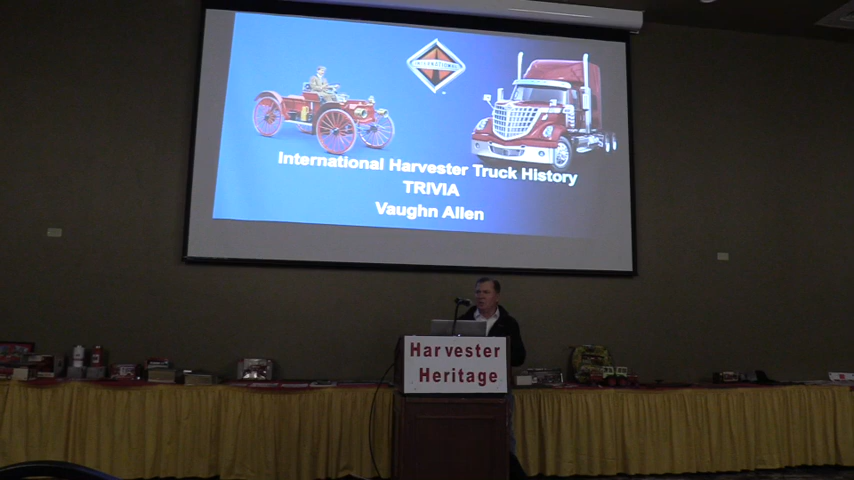 INTERNATIONAL
International Harvester Truck History
TRIVIA
Vaughn Allen
Harvester
Heritage